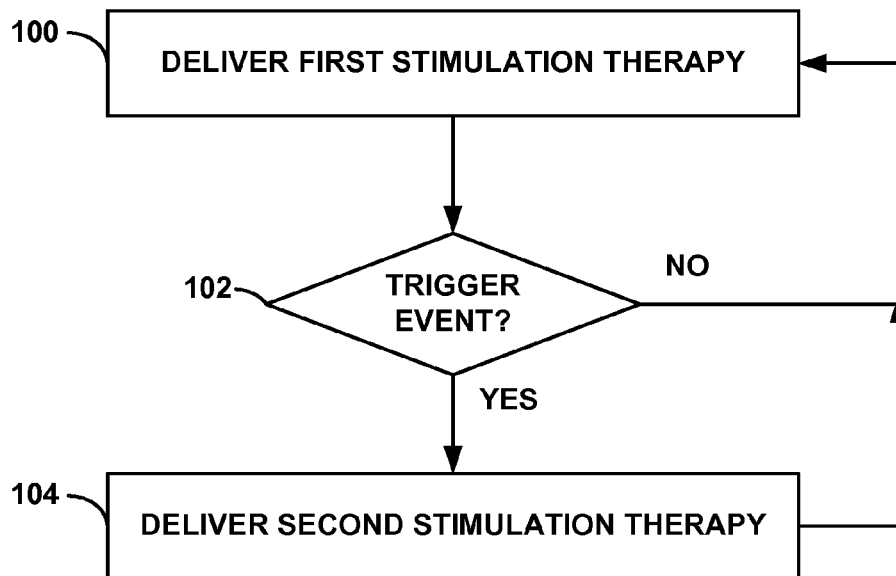 100
DELIVER FIRST STIMULATION THERAPY
102
TRIGGER
EVENT?
NO
YES
104
DELIVER SECOND STIMULATION THERAPY